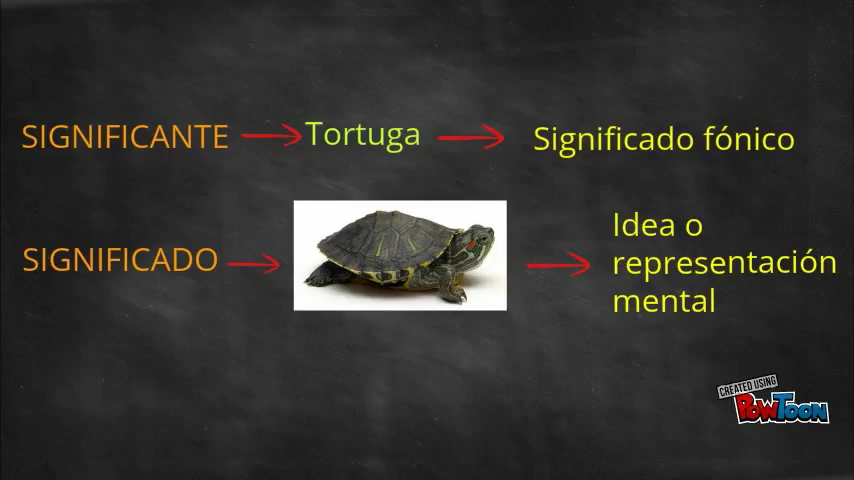 SIGNIFICANTE Tortuga Significado fónico
SIGNIFICADO
Idea o
representación
mental
CREATED USING
POWTOON